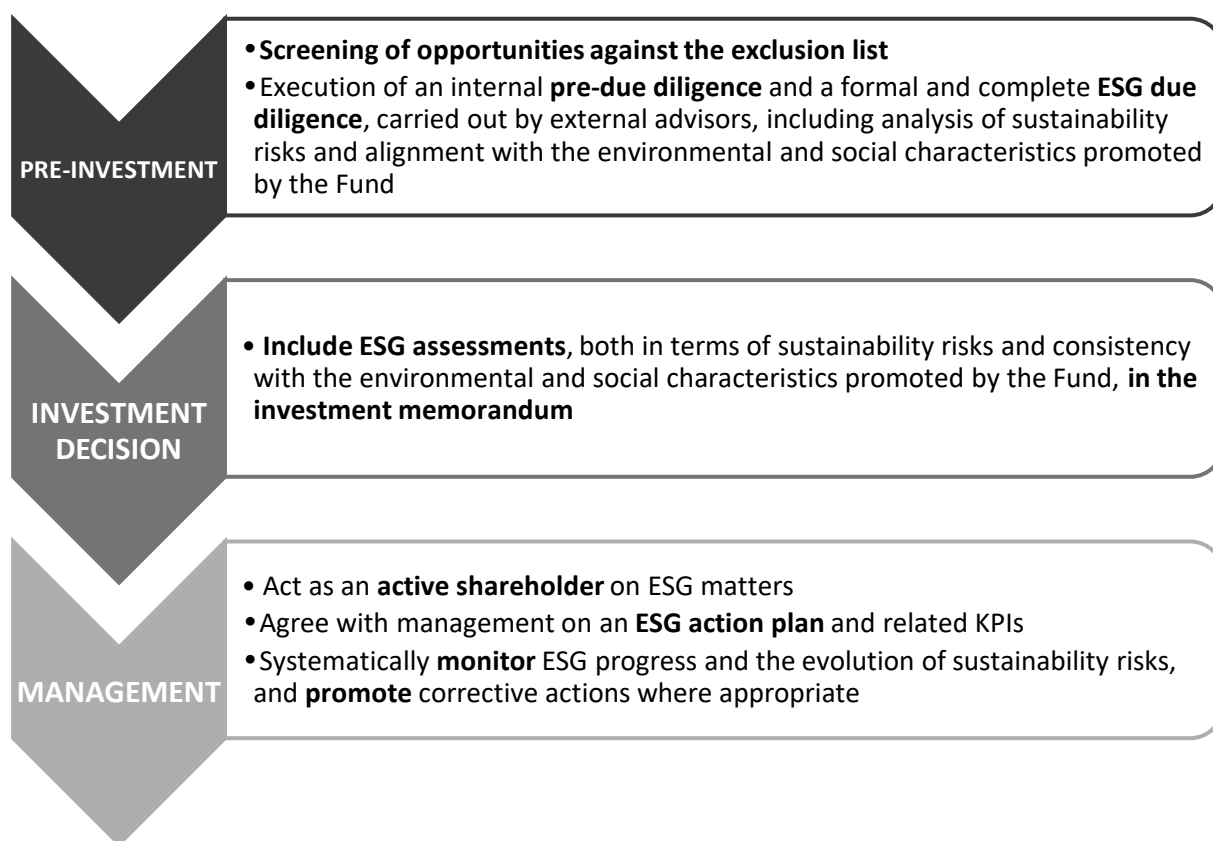 PRE-INVESTMENT
•Screening of opportunities against the exclusion list
•Execution of an internal pre-due diligence and a formal and complete ESG due
diligence, carried out by external advisors, including analysis of sustainability
risks and alignment with the environmental and social characteristics promoted
by the Fund
INVESTMENT
DECISION
• Include ESG assessments, both in terms of sustainability risks and consistency
with the environmental and social characteristics promoted by the Fund, in the
investment memorandum
MANAGEMENT
• Act as an active shareholder on ESG matters
•Agree with management on an ESG action plan and related KPIs
•Systematically monitor ESG progress and the evolution of sustainability risks,
and promote corrective actions where appropriate